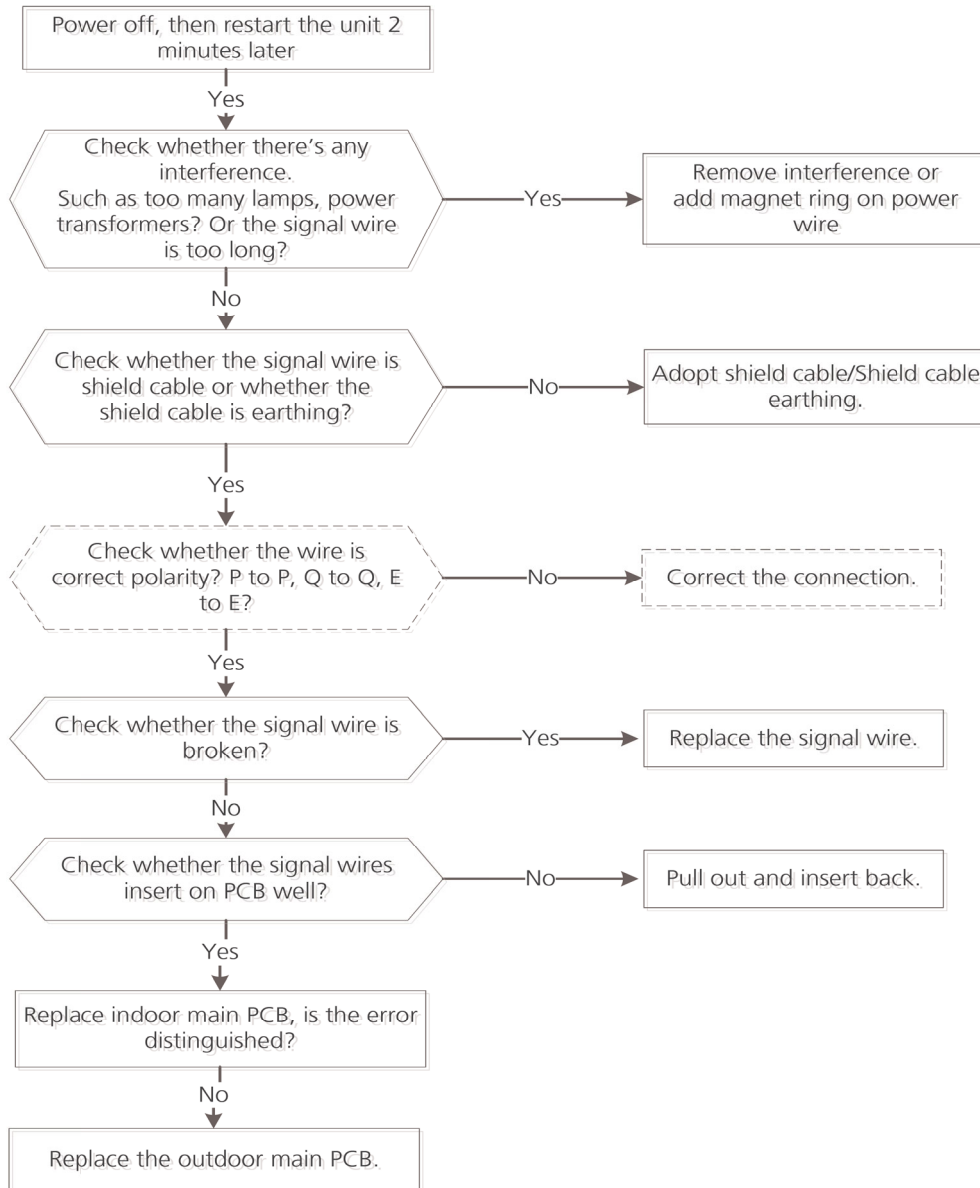 Power off, then restart the unit 2
minutes later
Yes
Check whether there's any
interference.
Such as too many lamps, power
transformers? Or the signal wire
is too long?
Yes
Remove interference or
add magnet ring on power
wire
No
Check whether the signal wire is
shield cable or whether the
shield cable is earthing?
No
Adopt shield cable/Shield cable
earthing.
Yes
Check whether the wire is
correct polarity? P to P, Q to Q, E
to E?
No
Correct the connection.
Yes
Check whether the signal wire is
broken?
Yes
Replace the signal wire.
No
Check whether the signal wires
insert on PCB well?
No
Pull out and insert back.
Yes
Replace indoor main PCB, is the error
distinguished?
No
Replace the outdoor main PCB.